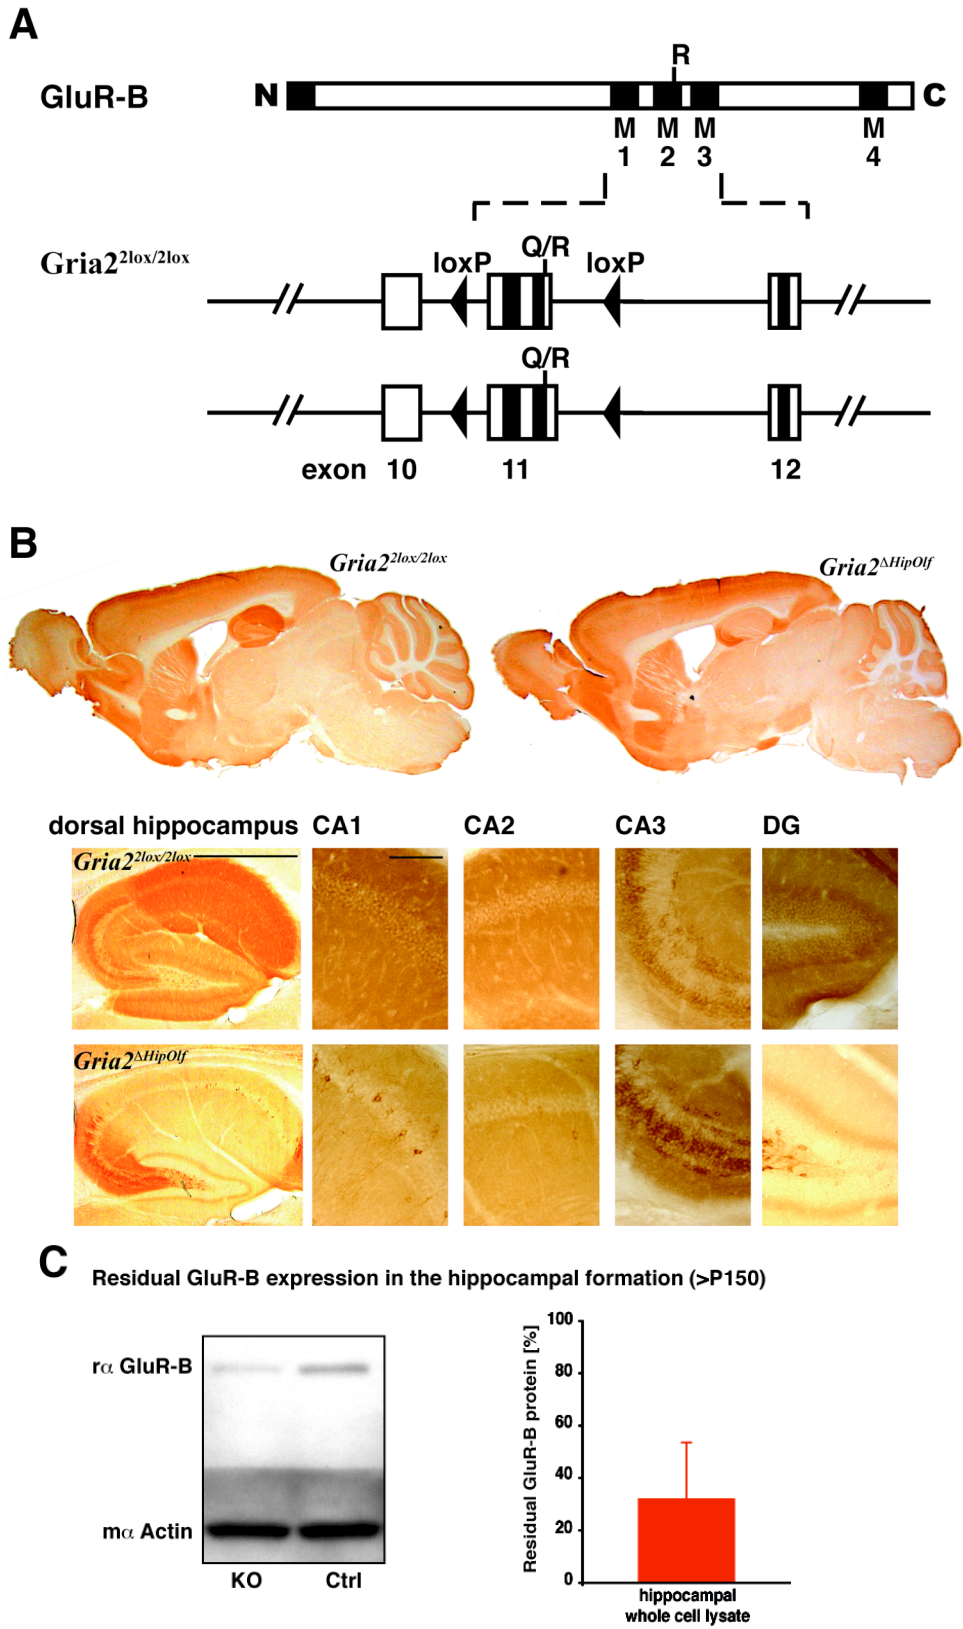 A
R
GluR-B N C
M M M M
1 2 3 4
Q/R
Gria2^2lox/2lox loxP loxP
Q/R
exon 10 11 12
B
Gria2^2lox/2lox Gria2^ΔHipOlf
dorsal hippocampus CA1 CA2 CA3 DG
Gria2^2lox/2lox
Gria2^ΔHipOlf
C
Residual GluR-B expression in the hippocampal formation (>P150)
rα GluR-B
mα Actin
KO Ctrl
Residual GluR-B protein [%]
100
80
60
40
20
0
hippocampal
whole cell lysate